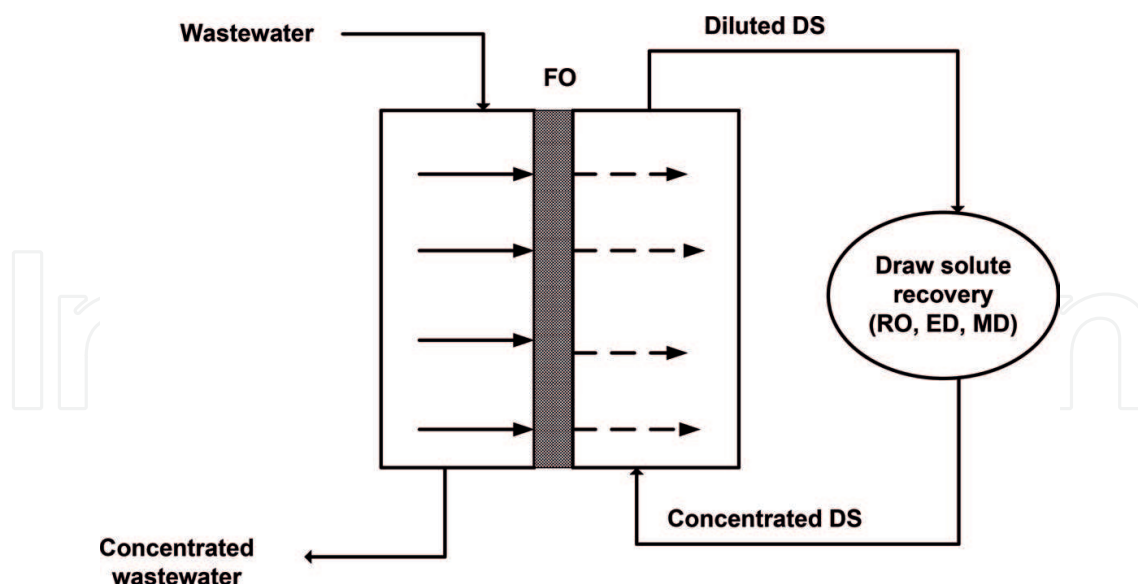 Wastewater
Diluted DS
FO
Draw solute
recovery
(RO, ED, MD)
Concentrated DS
Concentrated
wastewater